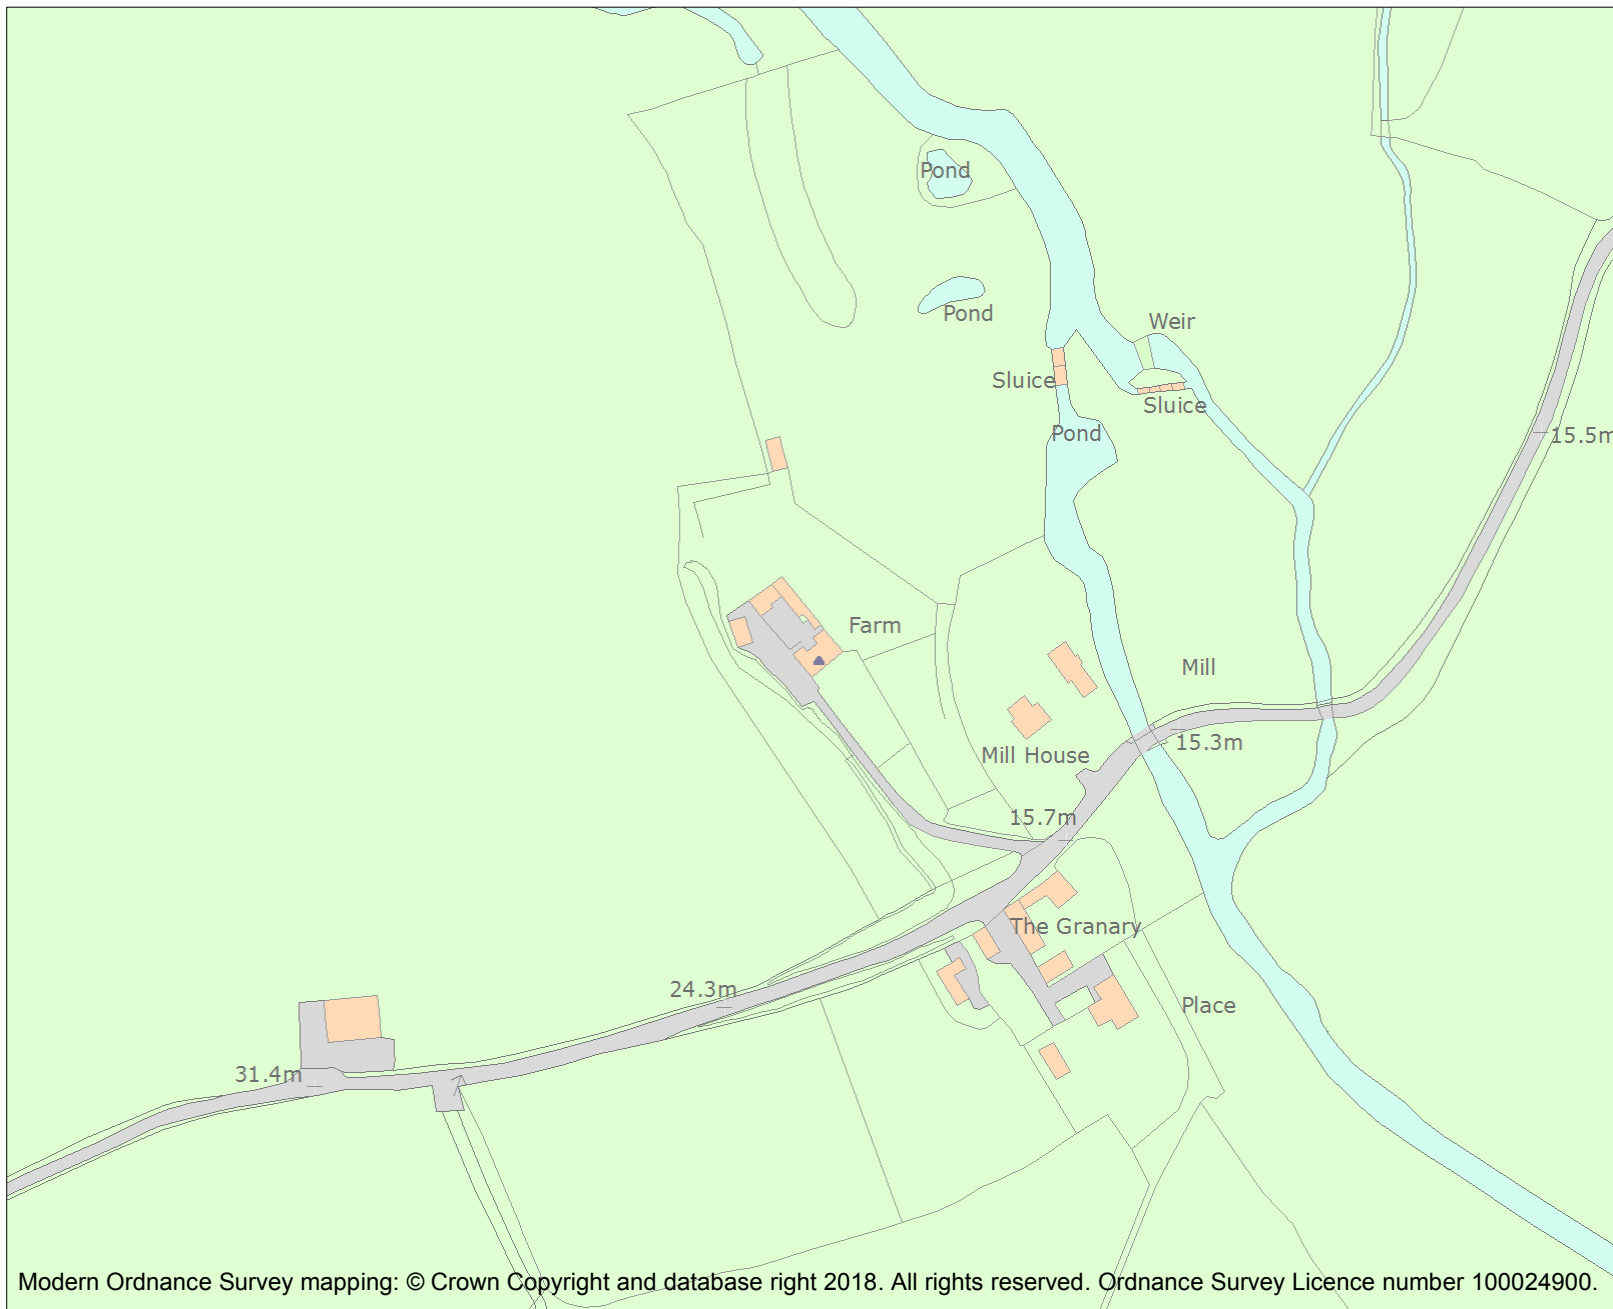 Pond
Pond
Weir
Sluice
Sluice
Pond
15.5m
Farm
Mill
15.3m
Mill House
15.7m
The Granary
24.3m
Place
31.4m
Modern Ordnance Survey mapping: © Crown Copyright and database right 2018. All rights reserved. Ordnance Survey Licence number 100024900.